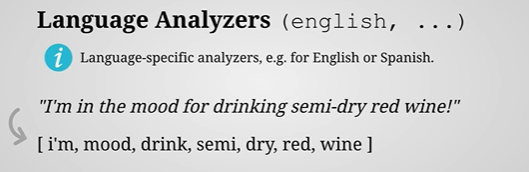 Language Analyzers (english, ...)
i Language-specific analyzers, e.g. for English or Spanish.
"I'm in the mood for drinking semi-dry red wine!"
[ i'm, mood, drink, semi, dry, red, wine ]